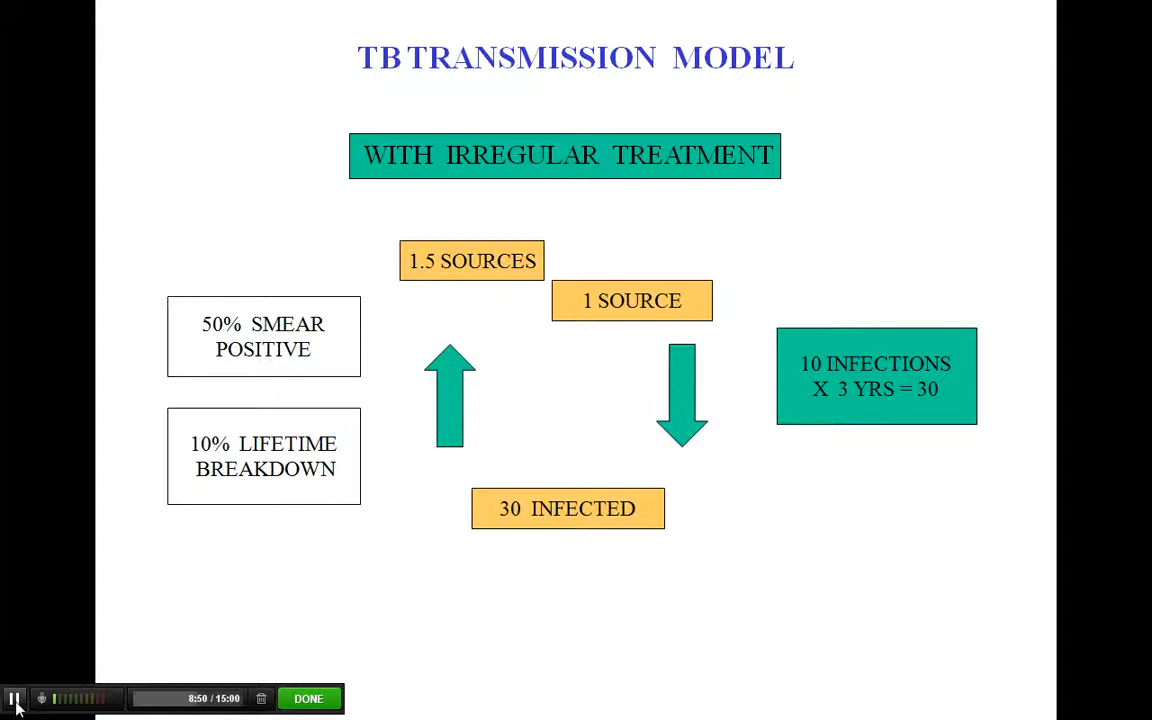 TB TRANSMISSION MODEL
WITH IRREGULAR TREATMENT
1.5 SOURCES
1 SOURCE
50% SMEAR
POSITIVE
10 INFECTIONS
X 3 YRS = 30
10% LIFETIME
BREAKDOWN
30 INFECTED
8:50 / 15:00
DONE